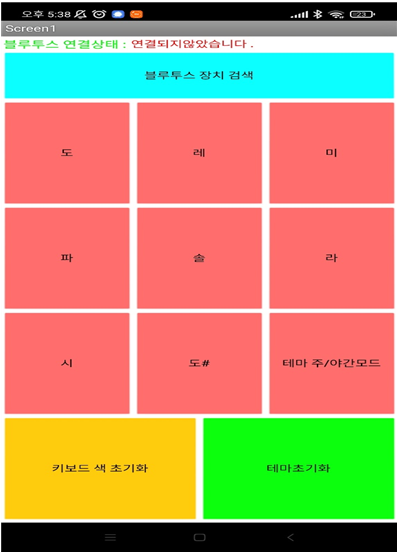 오후 5:38
23
Screen1
블루투스 연결상태 : 연결되지않았습니다 .
블루투스 장치 검색
도 레 미
파 솔 라
시 도# 테마 주/야간모드
키보드 색 초기화 테마초기화